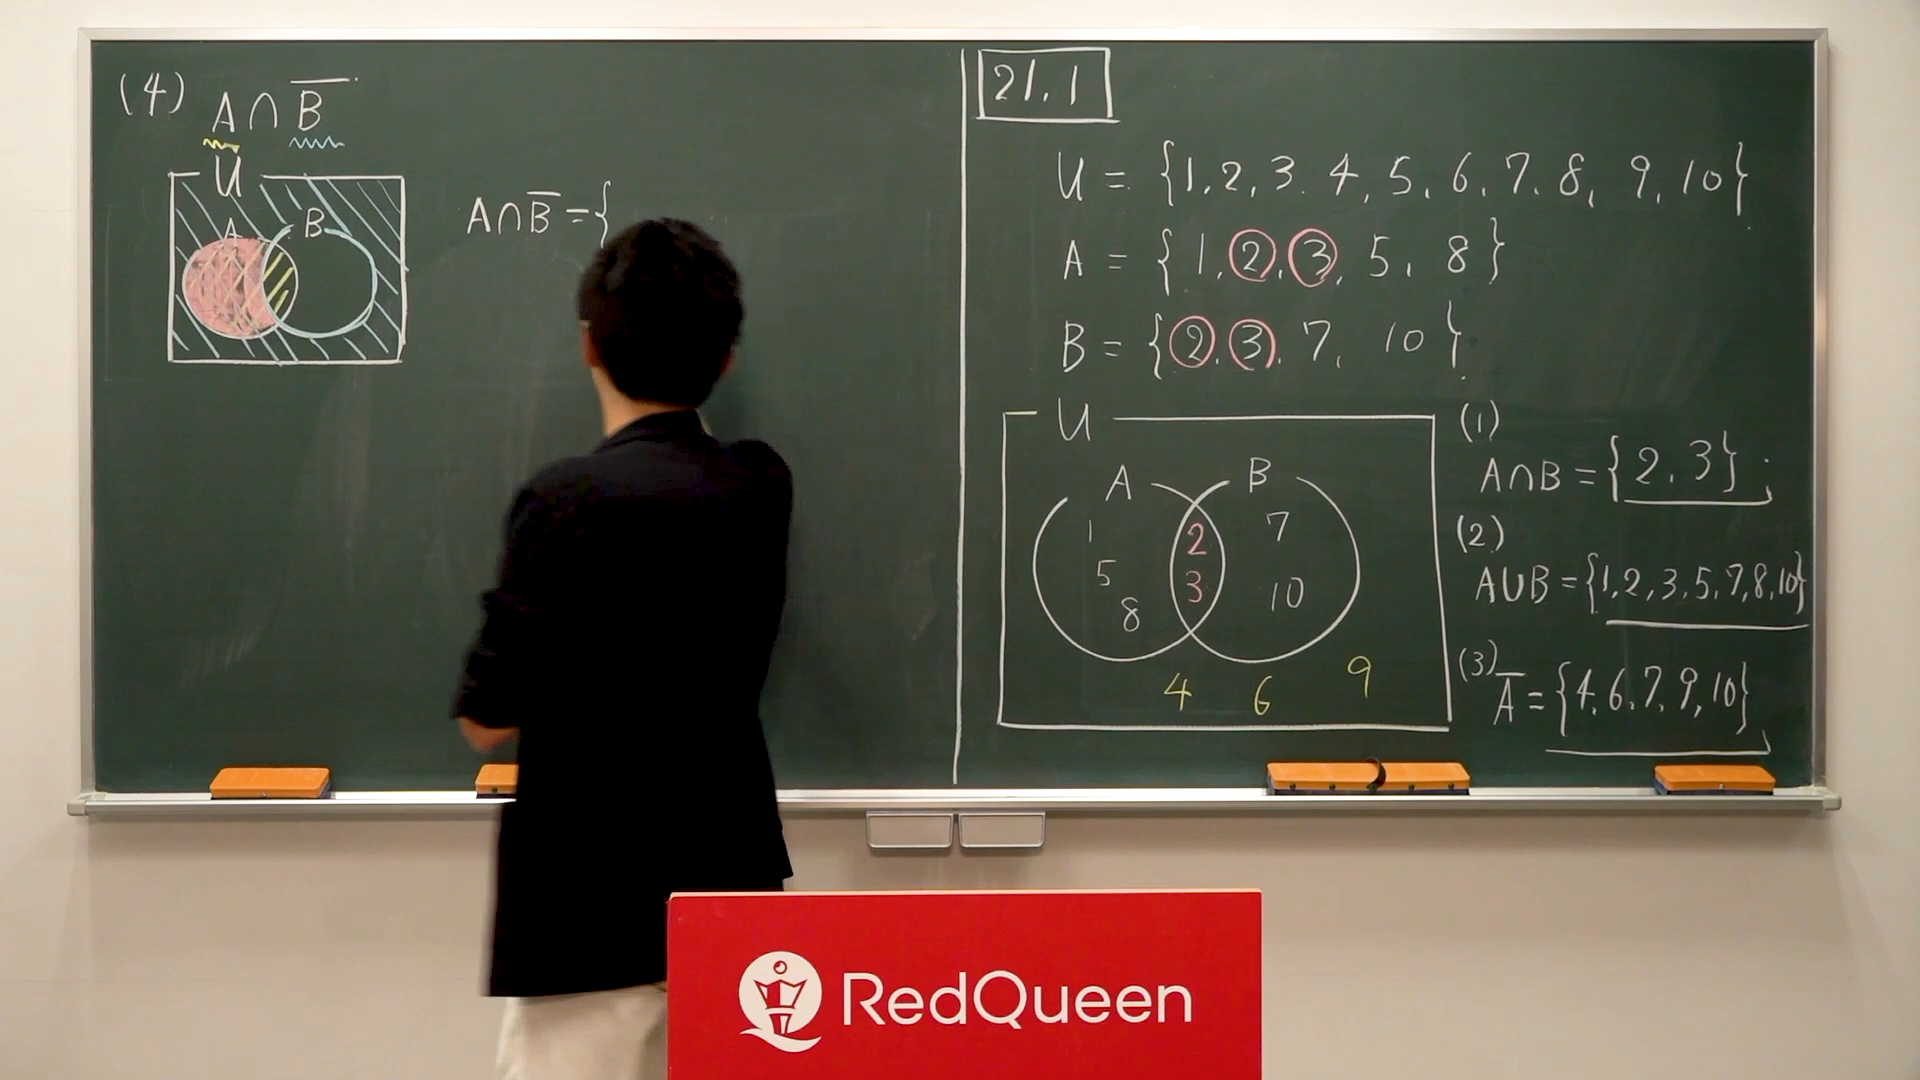 (4) A∩B̅
U
A B
A∩B̅ = {
21.1
U = {1, 2, 3, 4, 5, 6, 7, 8, 9, 10}
A = {1, 2, 3, 5, 8}
B = {2, 3, 7, 10}
U
A B
1 2 7
5 3 10
8
4 6 9
(1)
A∩B = {2, 3}
(2)
A∪B = {1, 2, 3, 5, 7, 8, 10}
(3)
A̅ = {4, 6, 7, 9, 10}
RedQueen